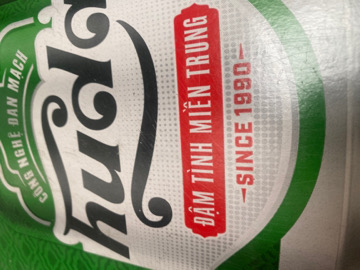 CÔNG NGHỆ ĐAN MẠCH
huda
ĐẬM TÌNH MIỀN TRUNG
SINCE 1990